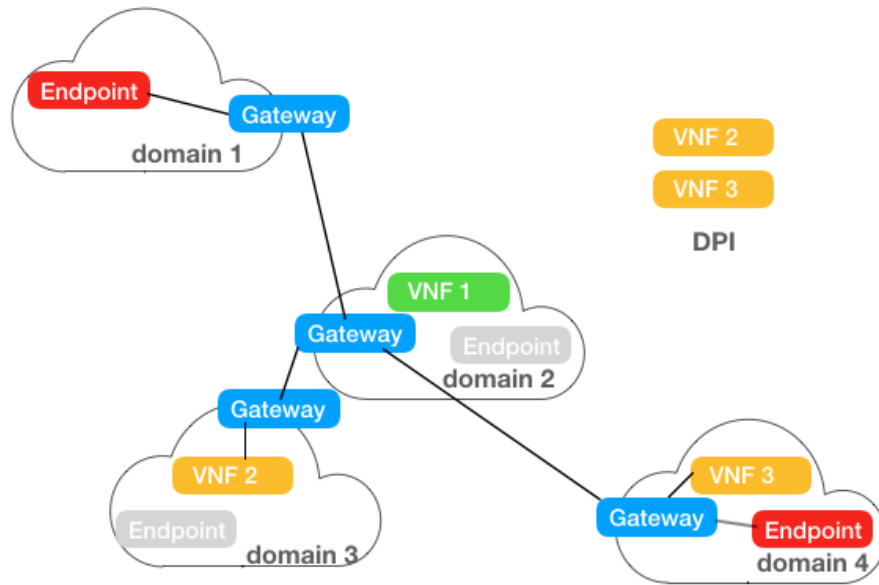 Endpoint
Gateway
domain 1
VNF 2
VNF 3
DPI
VNF 1
Gateway
Endpoint
domain 2
Gateway
VNF 2
Endpoint
domain 3
VNF 3
Gateway
Endpoint
domain 4